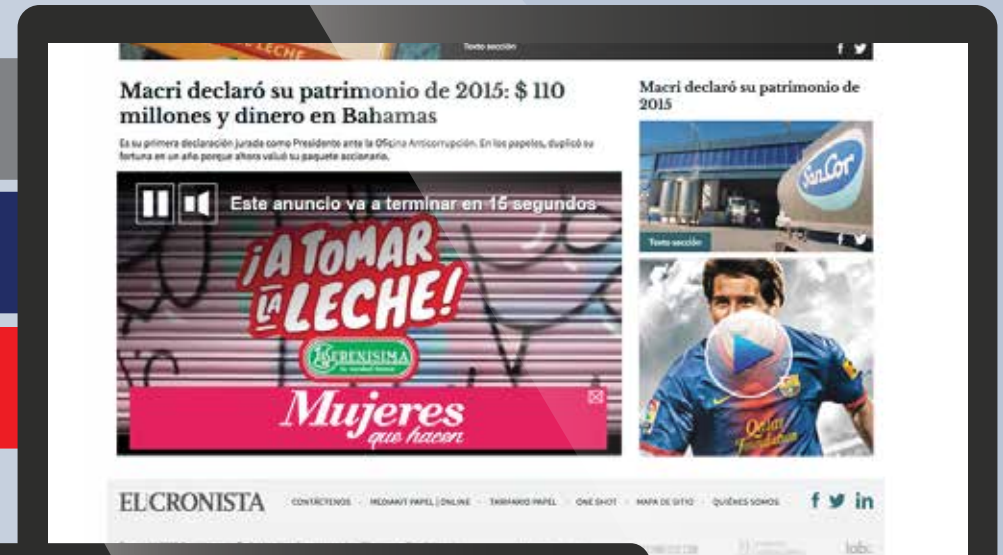 LECHE
Texto sección
Macri declaró su patrimonio de 2015: $ 110
millones y dinero en Bahamas
Es su primera declaración jurada como Presidente ante la Oficina Anticorrupción. En los papeles, duplicó su
fortuna en un año porque ahora valuó su paquete accionario.
Este anuncio va a terminar en 15 segundos
¡A TOMAR
LA LECHE!
LA SERENISIMA
Mujeres
que hacen
Macri declaró su patrimonio de
2015
SanCor
Texto sección
Qatar
Foundation
EL CRONISTA
CONTÁCTENOS - MEDIAKIT PAPEL | ONLINE - TARIFARIO PAPEL - ONE SHOT - MAPA DE SITIO - QUIÉNES SOMOS